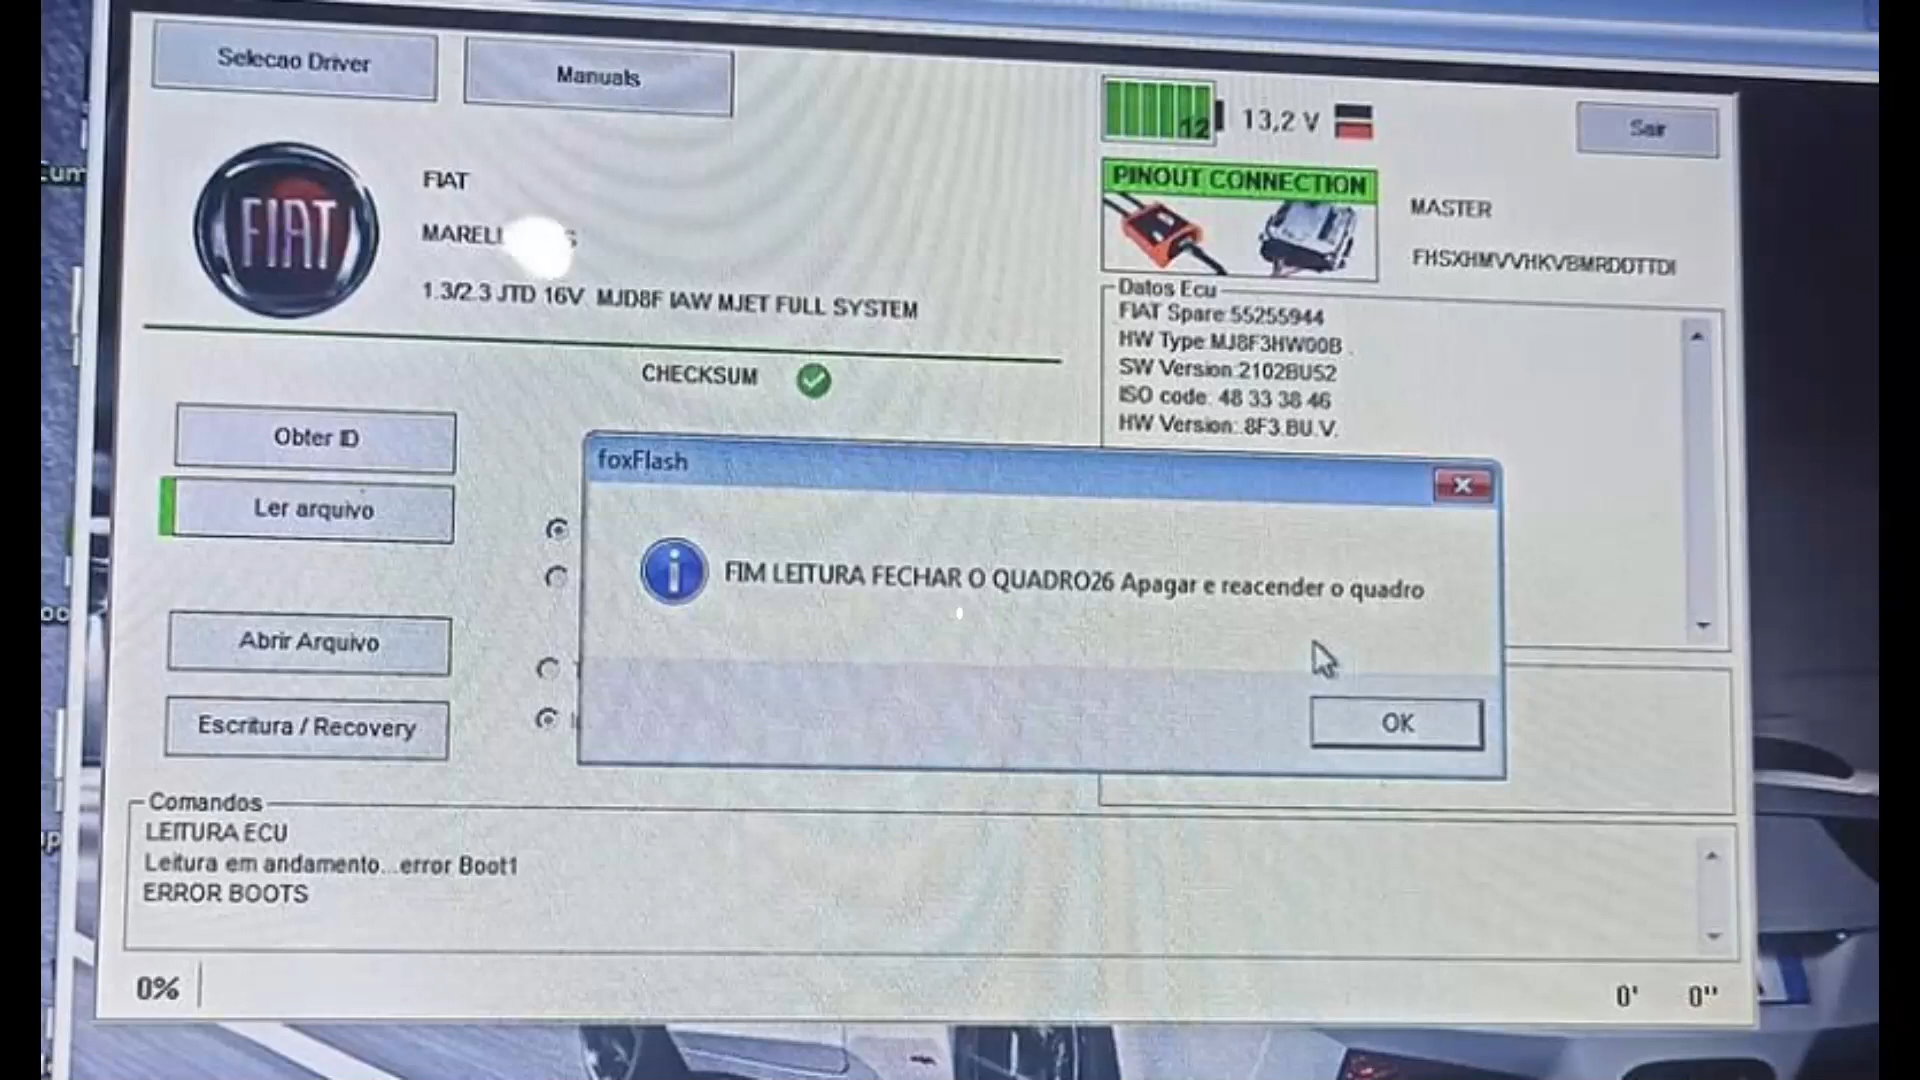 Selecao Driver
Manuals
12
13,2 V
Sair
FIAT
FIAT
PINOUT CONNECTION
MASTER
FHSXHMVVHKVBMRDDTTDI
1.3/2.3 JTD 16V MJD8F IAW MJET FULL SYSTEM
Datos Ecu
FIAT Spare:55255944
HW Type:MJ8F3HW00B
SW Version:2102BU52
ISO code: 48 33 38 46
HW Version:.8F3.BU.V.
CHECKSUM
Obter ID
Ler arquivo
Abrir Arquivo
Escritura / Recovery
foxFlash
FIM LEITURA FECHAR O QUADRO26 Apagar e reacender o quadro
OK
Comandos
LEITURA ECU
Leitura em andamento...error Boot1
ERROR BOOTS
0%
0' 0''